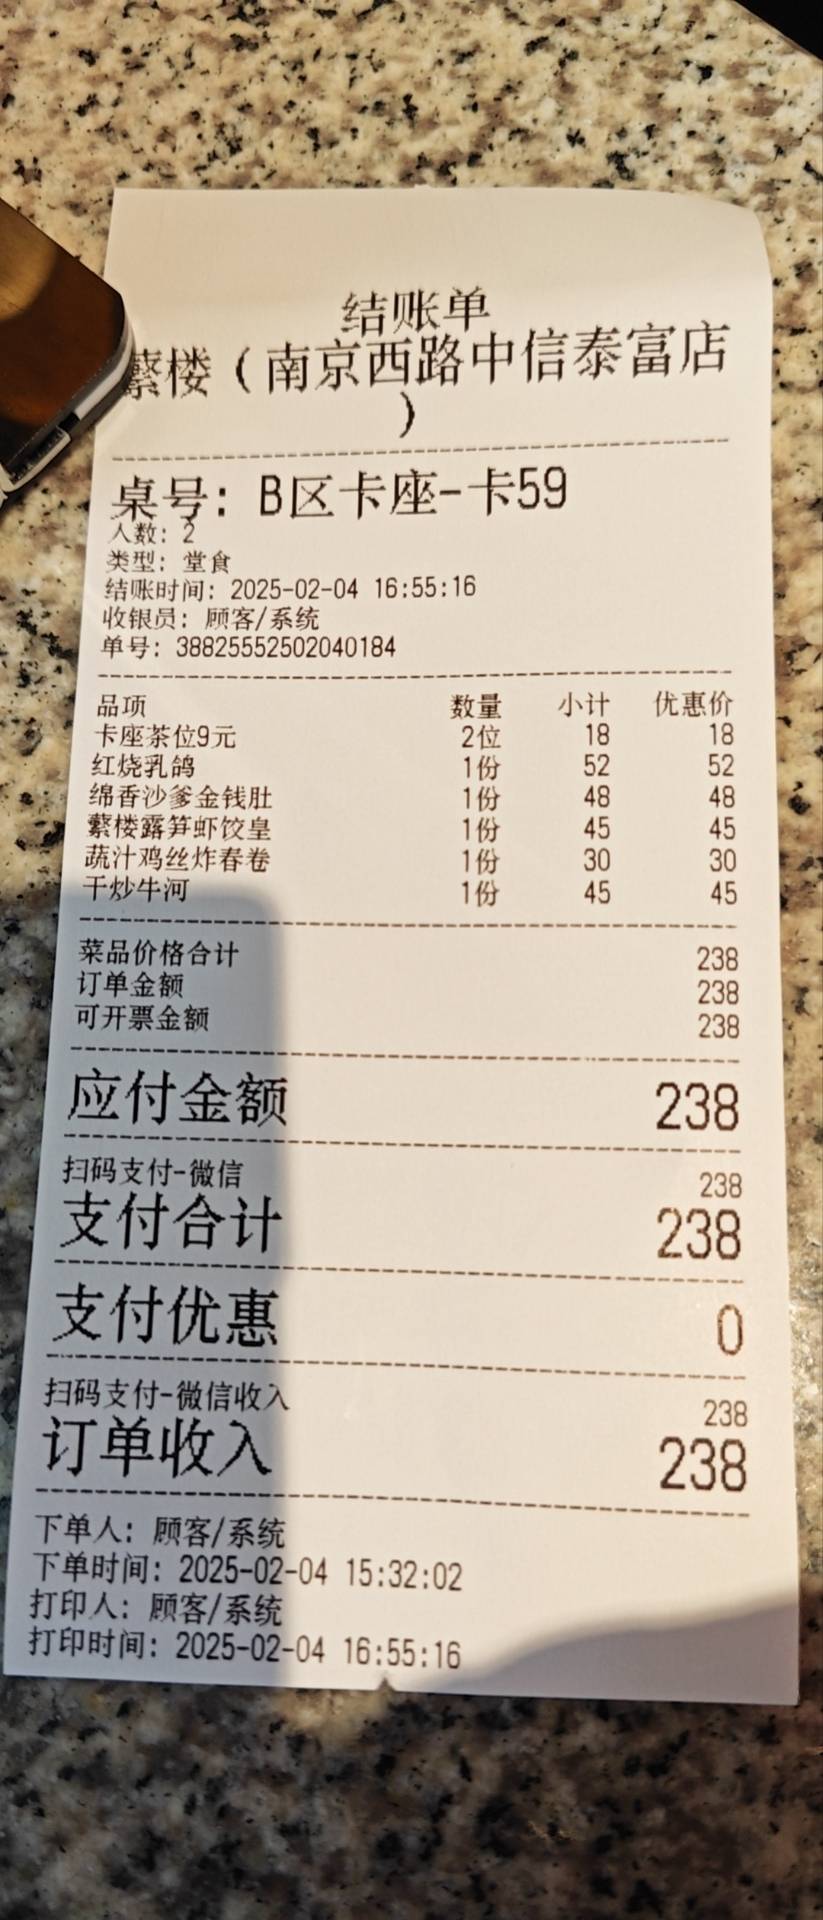 结账单
蘩楼（南京西路中信泰富店
）
桌号: B区卡座-卡59
人数: 2
类型: 堂食
结账时间: 2025-02-04 16:55:16
收银员: 顾客/系统
单号: 38825552502040184
品项 数量 小计 优惠价
卡座茶位9元 2位 18 18
红烧乳鸽 1份 52 52
绵香沙爹金钱肚 1份 48 48
蘩楼露笋虾饺皇 1份 45 45
蔬汁鸡丝炸春卷 1份 30 30
干炒牛河 1份 45 45
菜品价格合计 238
订单金额 238
可开票金额 238
应付金额 238
扫码支付-微信 238
支付合计 238
支付优惠 0
扫码支付-微信收入 238
订单收入 238
下单人: 顾客/系统
下单时间: 2025-02-04 15:32:02
打印人: 顾客/系统
打印时间: 2025-02-04 16:55:16